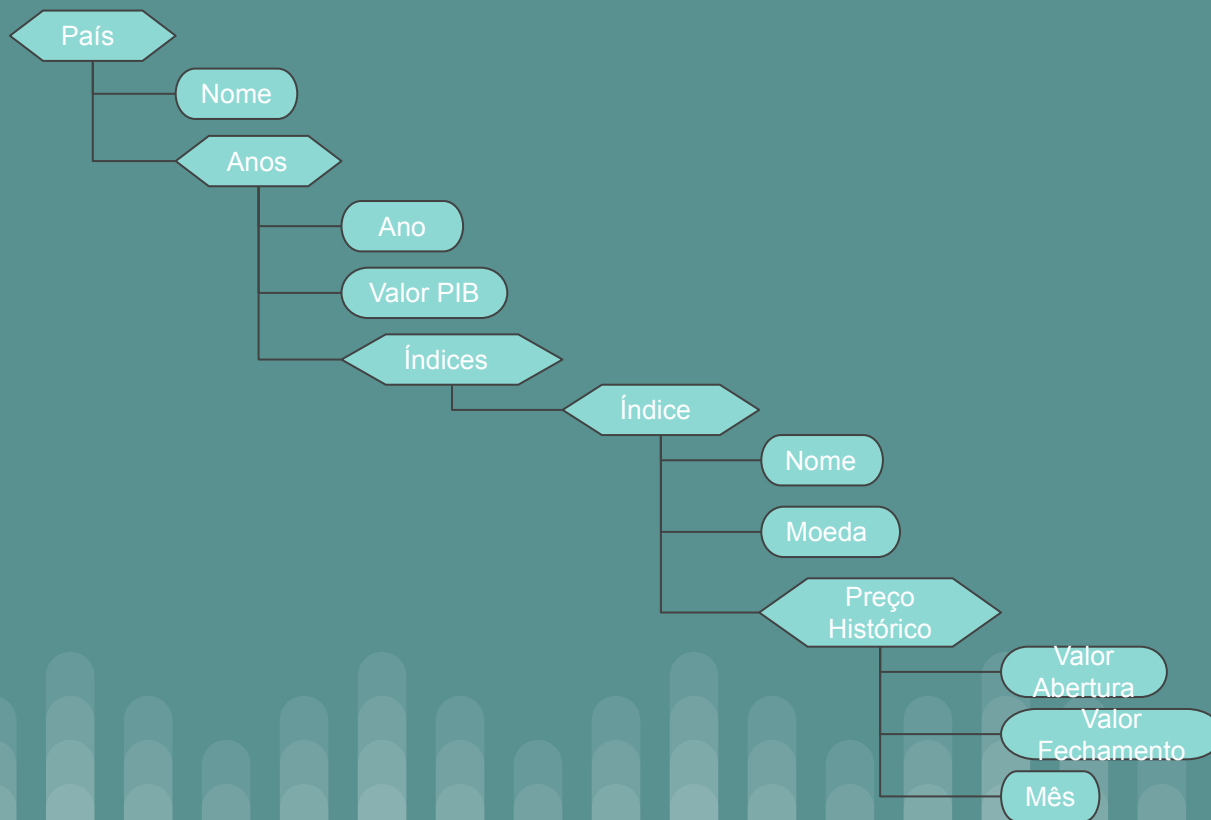 País
Nome
Anos
Ano
Valor PIB
Índices
Índice
Nome
Moeda
Preço
Histórico
Valor
Abertura
Valor
Fechamento
Mês